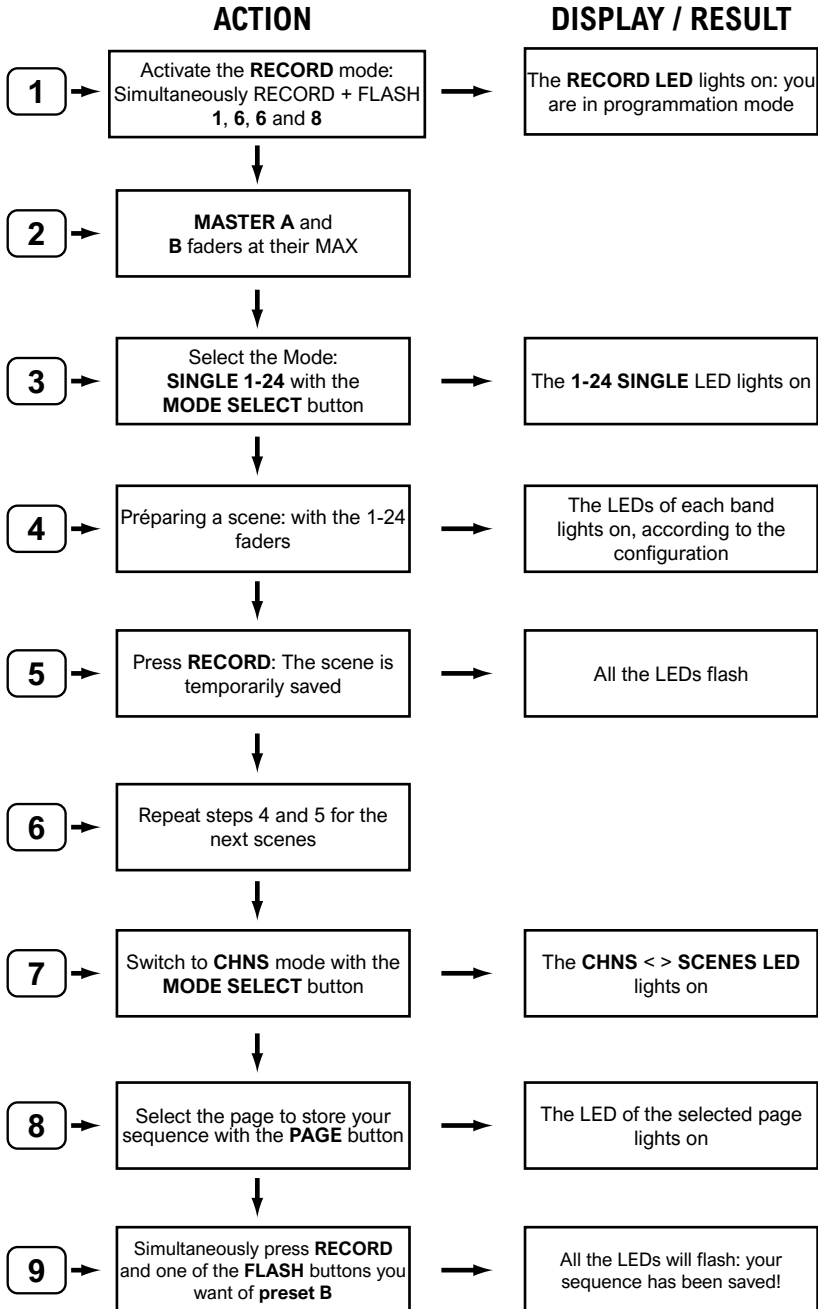 ACTION
DISPLAY / RESULT
1
Activate the RECORD mode:
Simultaneously RECORD + FLASH
1, 6, 6 and 8
The RECORD LED lights on: you
are in programmation mode
2
MASTER A and
B faders at their MAX
3
Select the Mode:
SINGLE 1-24 with the
MODE SELECT button
The 1-24 SINGLE LED lights on
4
Préparing a scene: with the 1-24
faders
The LEDs of each band
lights on, according to the
configuration
5
Press RECORD: The scene is
temporarily saved
All the LEDs flash
6
Repeat steps 4 and 5 for the
next scenes
7
Switch to CHNS mode with the
MODE SELECT button
The CHNS < > SCENES LED
lights on
8
Select the page to store your
sequence with the PAGE button
The LED of the selected page
lights on
9
Simultaneously press RECORD
and one of the FLASH buttons you
want of preset B
All the LEDs will flash: your
sequence has been saved!